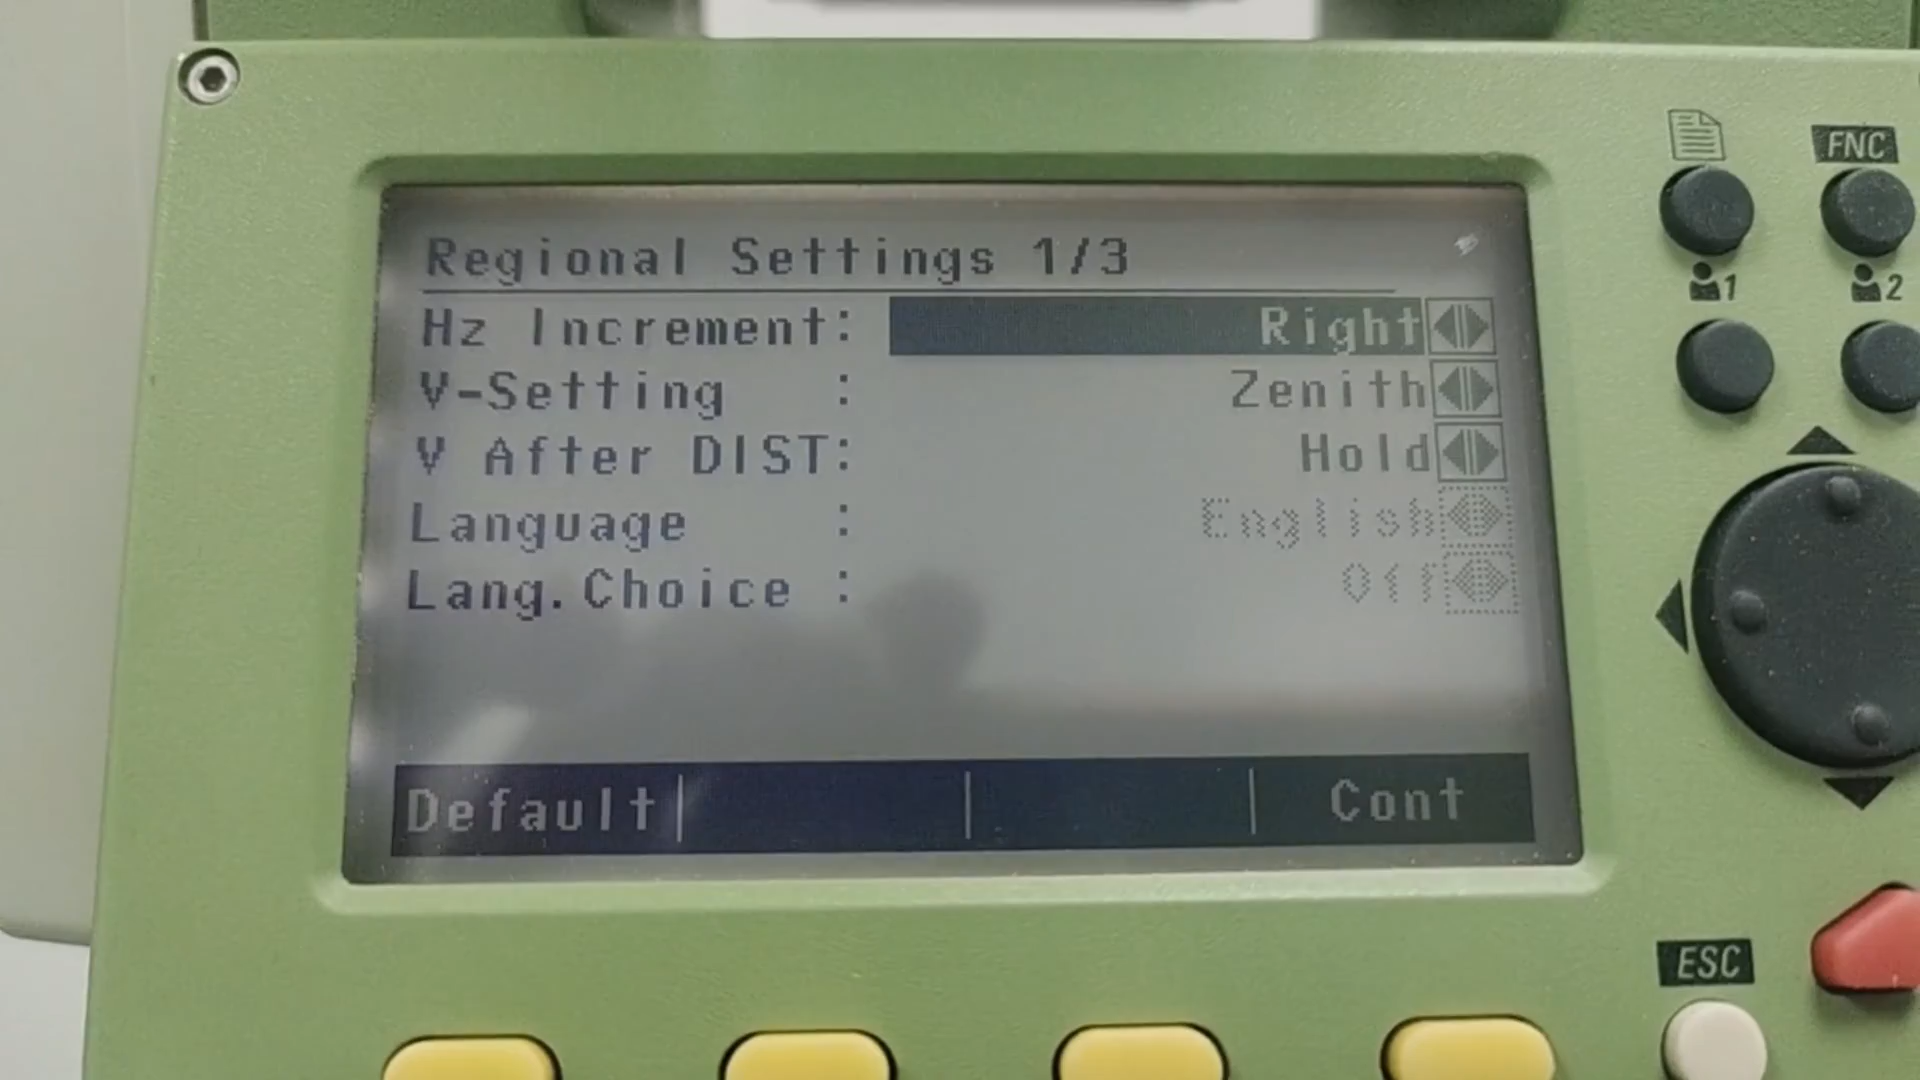 FNC
Regional Settings 1/3
1
2
Hz Increment: Right
V-Setting : Zenith
V After DIST: Hold
Language : English
Lang.Choice : Off
Default Cont
ESC